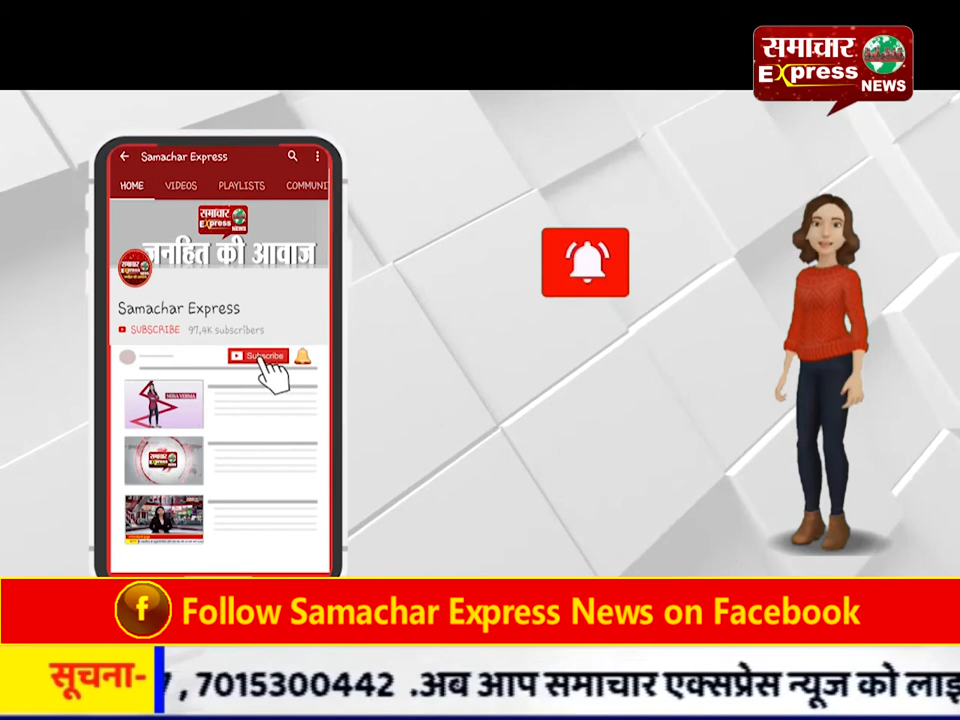 समाचार
Express
NEWS
Samachar Express
HOME VIDEOS PLAYLISTS COMMUNI
समाचार
Express
NEWS
जनहित की आवाज
Samachar Express
SUBSCRIBE 97,4K subscribers
Subscribe
Follow Samachar Express News on Facebook
सूचना- 7 , 7015300442 .अब आप समाचार एक्सप्रेस न्यूज को लाइ